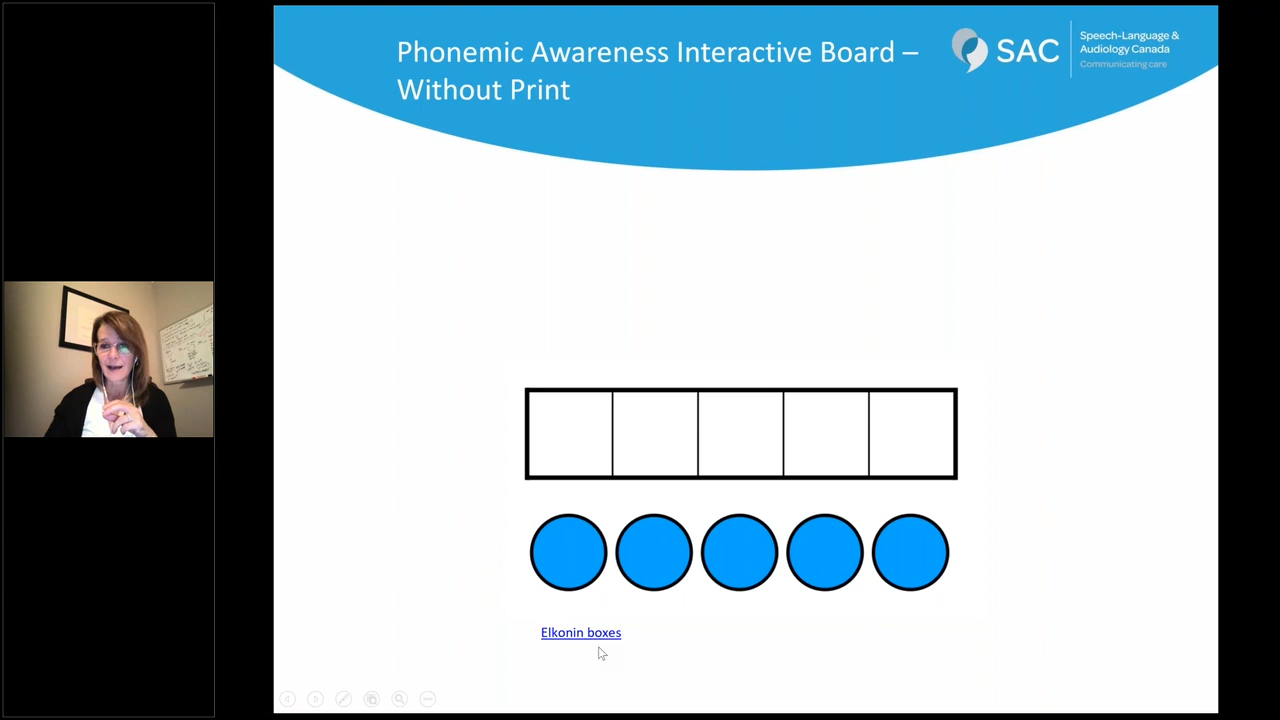 Phonemic Awareness Interactive Board –
Without Print
SAC
Speech-Language &
Audiology Canada
Communicating care
Elkonin boxes